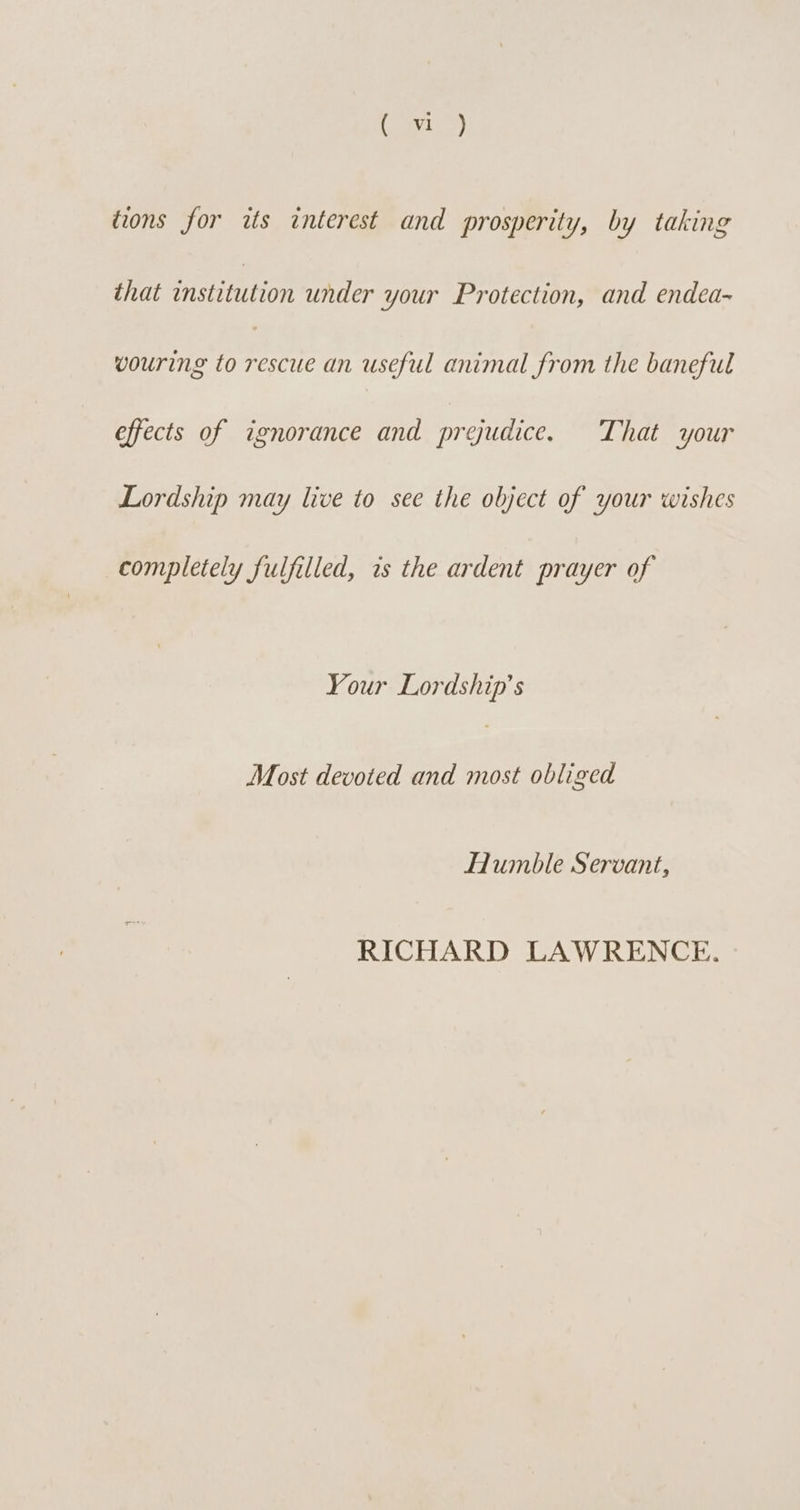 ( vi )
tions for its interest and prosperity, by taking
that institution under your Protection, and endea-
vouring to rescue an useful animal from the baneful
effects of ignorance and prejudice. That your
Lordship may live to see the object of your wishes
completely fulfilled, is the ardent prayer of
Your Lordship's
Most devoted and most obliged
Humble Servant,
RICHARD LAWRENCE.